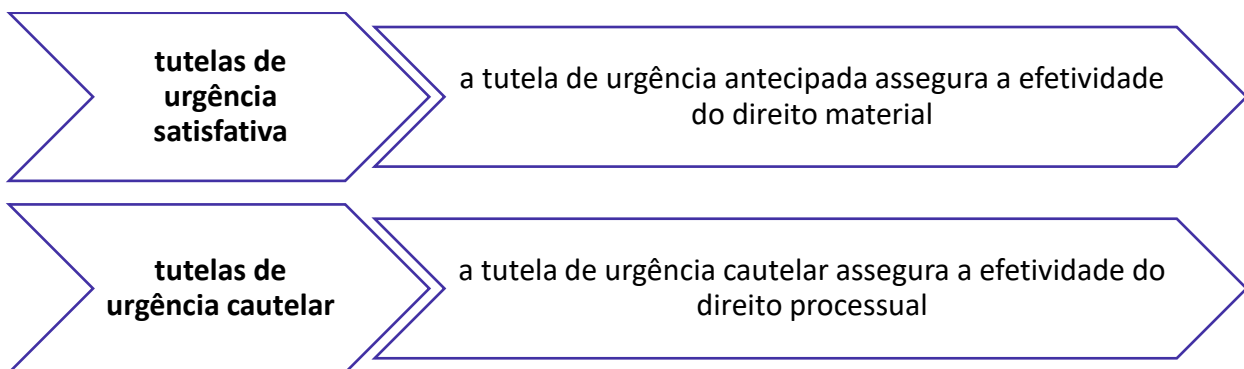 tutelas de
urgência
satisfativa
a tutela de urgência antecipada assegura a efetividade
do direito material
tutelas de
urgência cautelar
a tutela de urgência cautelar assegura a efetividade do
direito processual